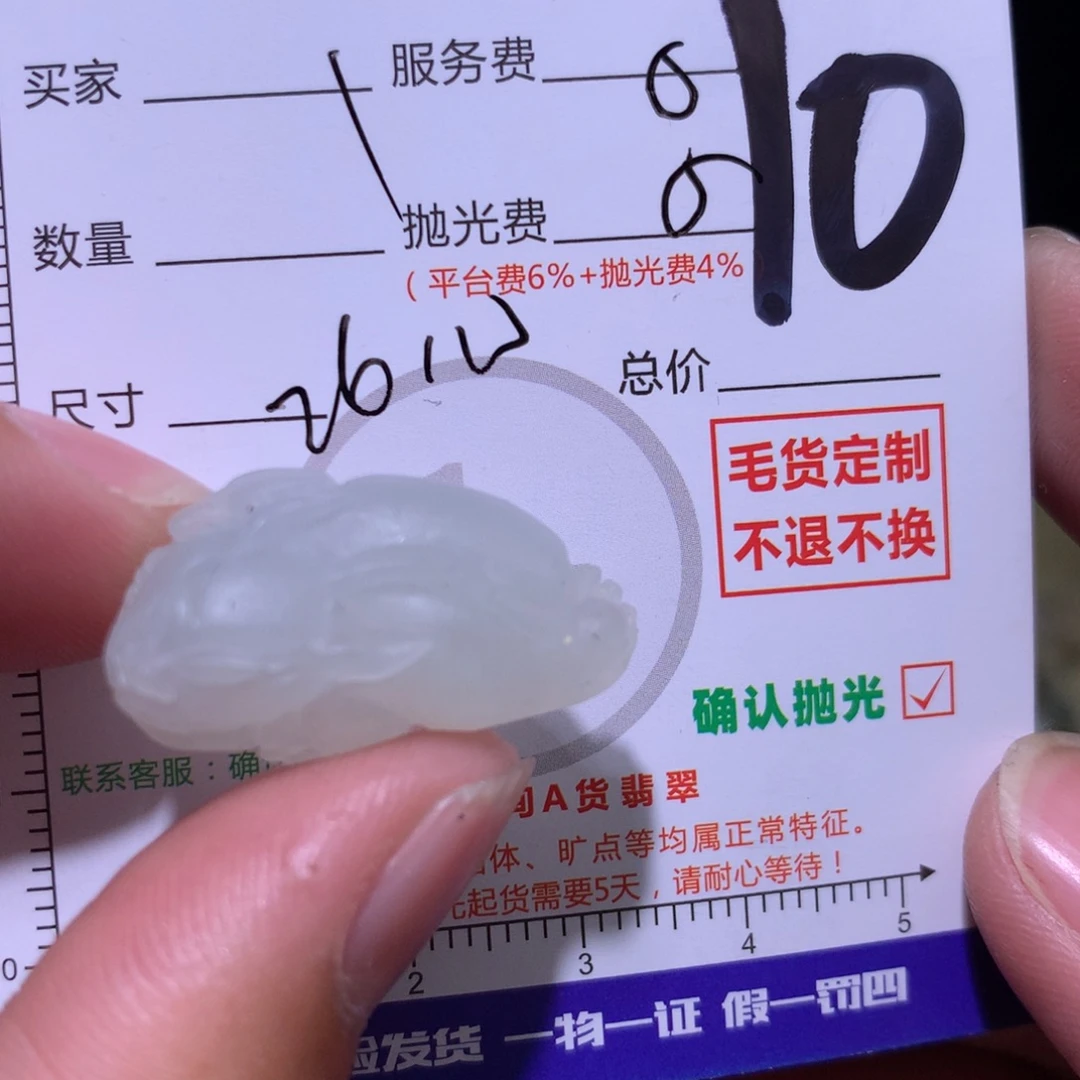 买家 服务费 0
10
数量 抛光费 0
(平台费6%+抛光费4%
尺寸
总价
毛货定制
不退不换
确认抛光
联系客服:确
A货翡翠
体、旷点等均属正常特征。
起货需要5天,请耐心等待!
0 2 3 4 5
发货 一物一证 假一罚四